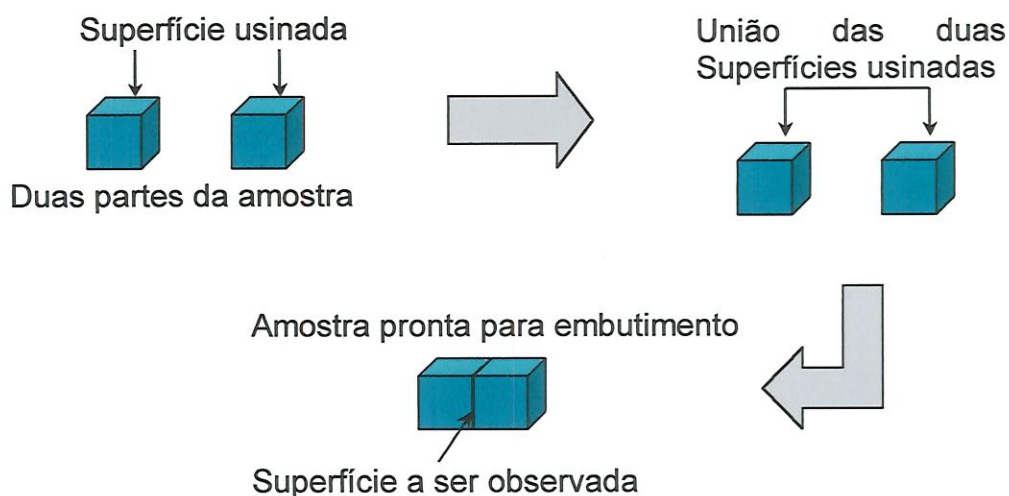 Superfície usinada
Duas partes da amostra
União das duas
Superfícies usinadas
Amostra pronta para embutimento
Superfície a ser observada